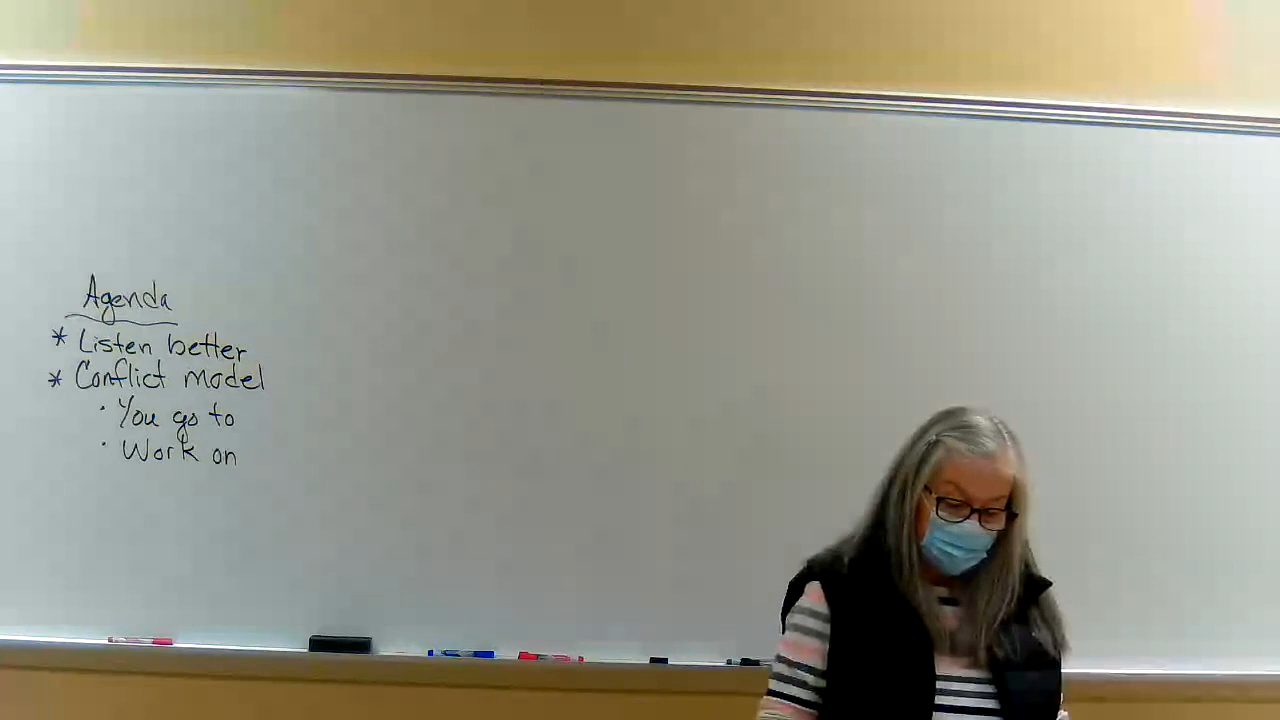 Agenda
* Listen better
* Conflict model
· You go to
· Work on